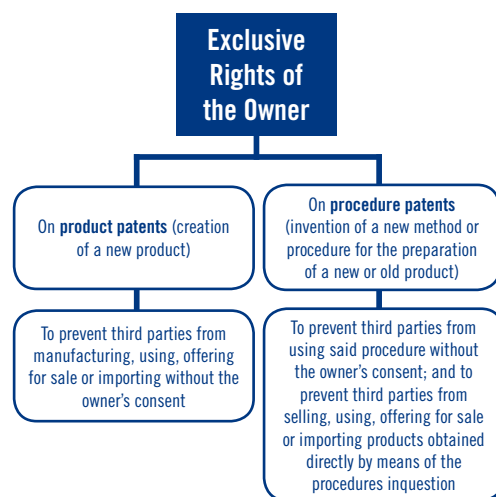 Exclusive
Rights of
the Owner
On product patents (creation
of a new product)
On procedure patents
(invention of a new method or
procedure for the preparation
of a new or old product)
To prevent third parties from
manufacturing, using, offering
for sale or importing without the
owner's consent
To prevent third parties from
using said procedure without
the owner's consent; and to
prevent third parties from
selling, using, offering for sale
or importing products obtained
directly by means of the
procedures inquestion